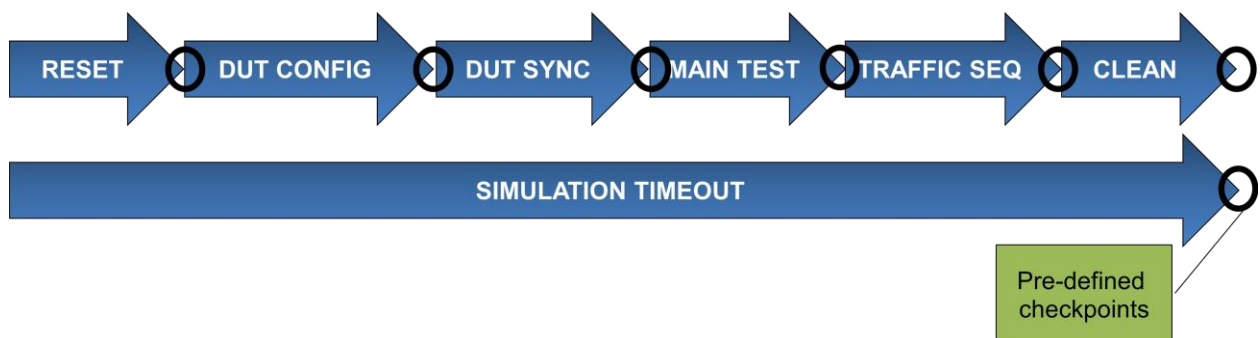 RESET DUT CONFIG DUT SYNC MAIN TEST TRAFFIC SEQ CLEAN
SIMULATION TIMEOUT
Pre-defined
checkpoints